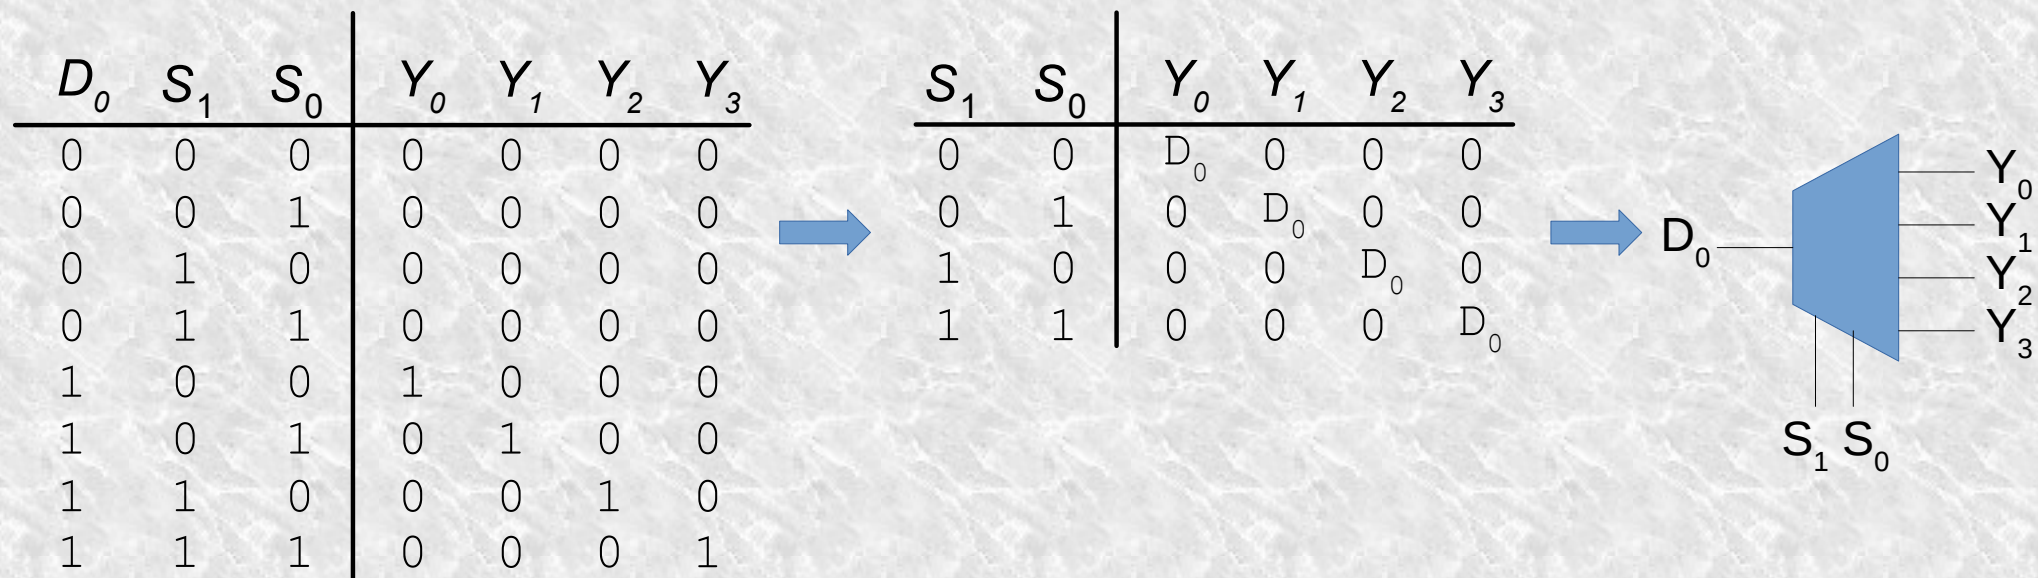 D₀ S₁ S₀ Y₀ Y₁ Y₂ Y₃
0 0 0 0 0 0 0
0 0 1 0 0 0 0
0 1 0 0 0 0 0
0 1 1 0 0 0 0
1 0 0 1 0 0 0
1 0 1 0 1 0 0
1 1 0 0 0 1 0
1 1 1 0 0 0 1
S₁ S₀ Y₀ Y₁ Y₂ Y₃
0 0 D₀ 0 0 0
0 1 0 D₀ 0 0
1 0 0 0 D₀ 0
1 1 0 0 0 D₀
D₀
Y₀
Y₁
Y₂
Y₃
S₁ S₀